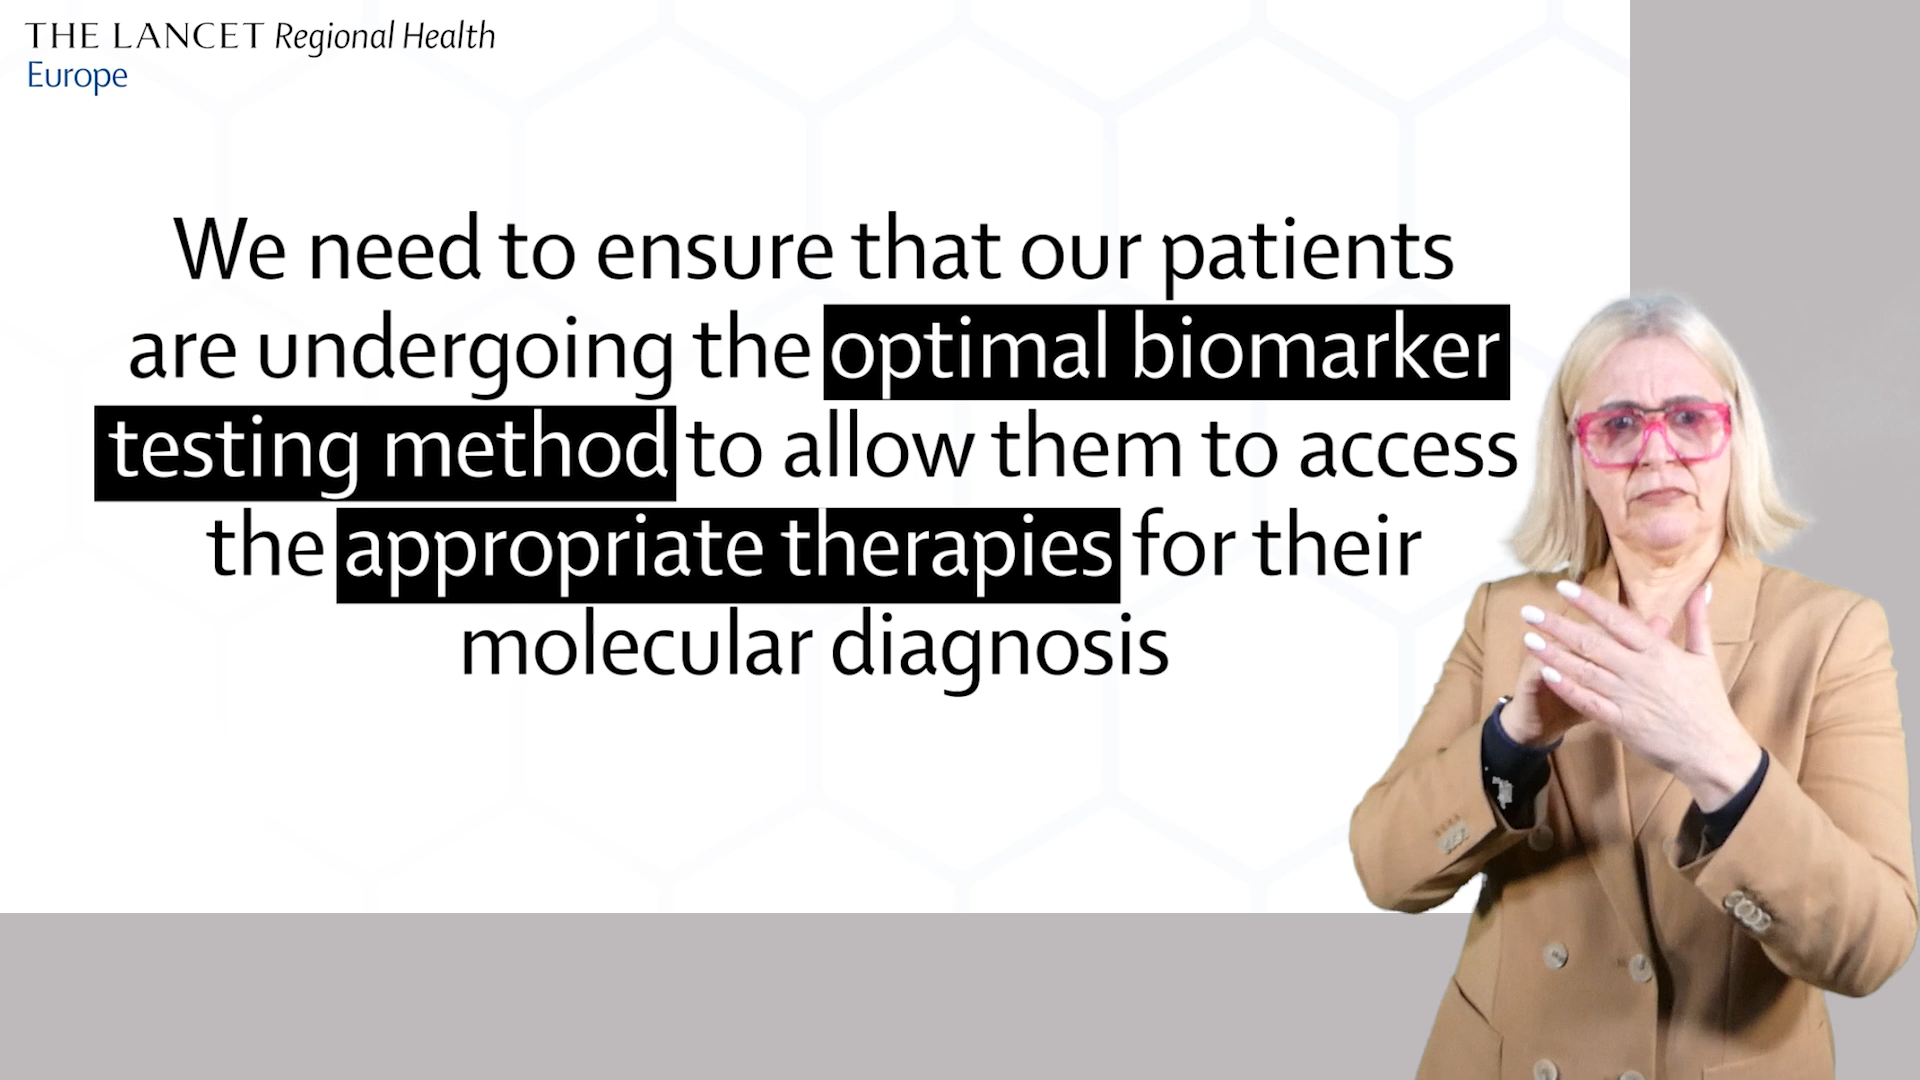 THE LANCET Regional Health
Europe
We need to ensure that our patients
are undergoing the optimal biomarker
testing method to allow them to access
the appropriate therapies for their
molecular diagnosis